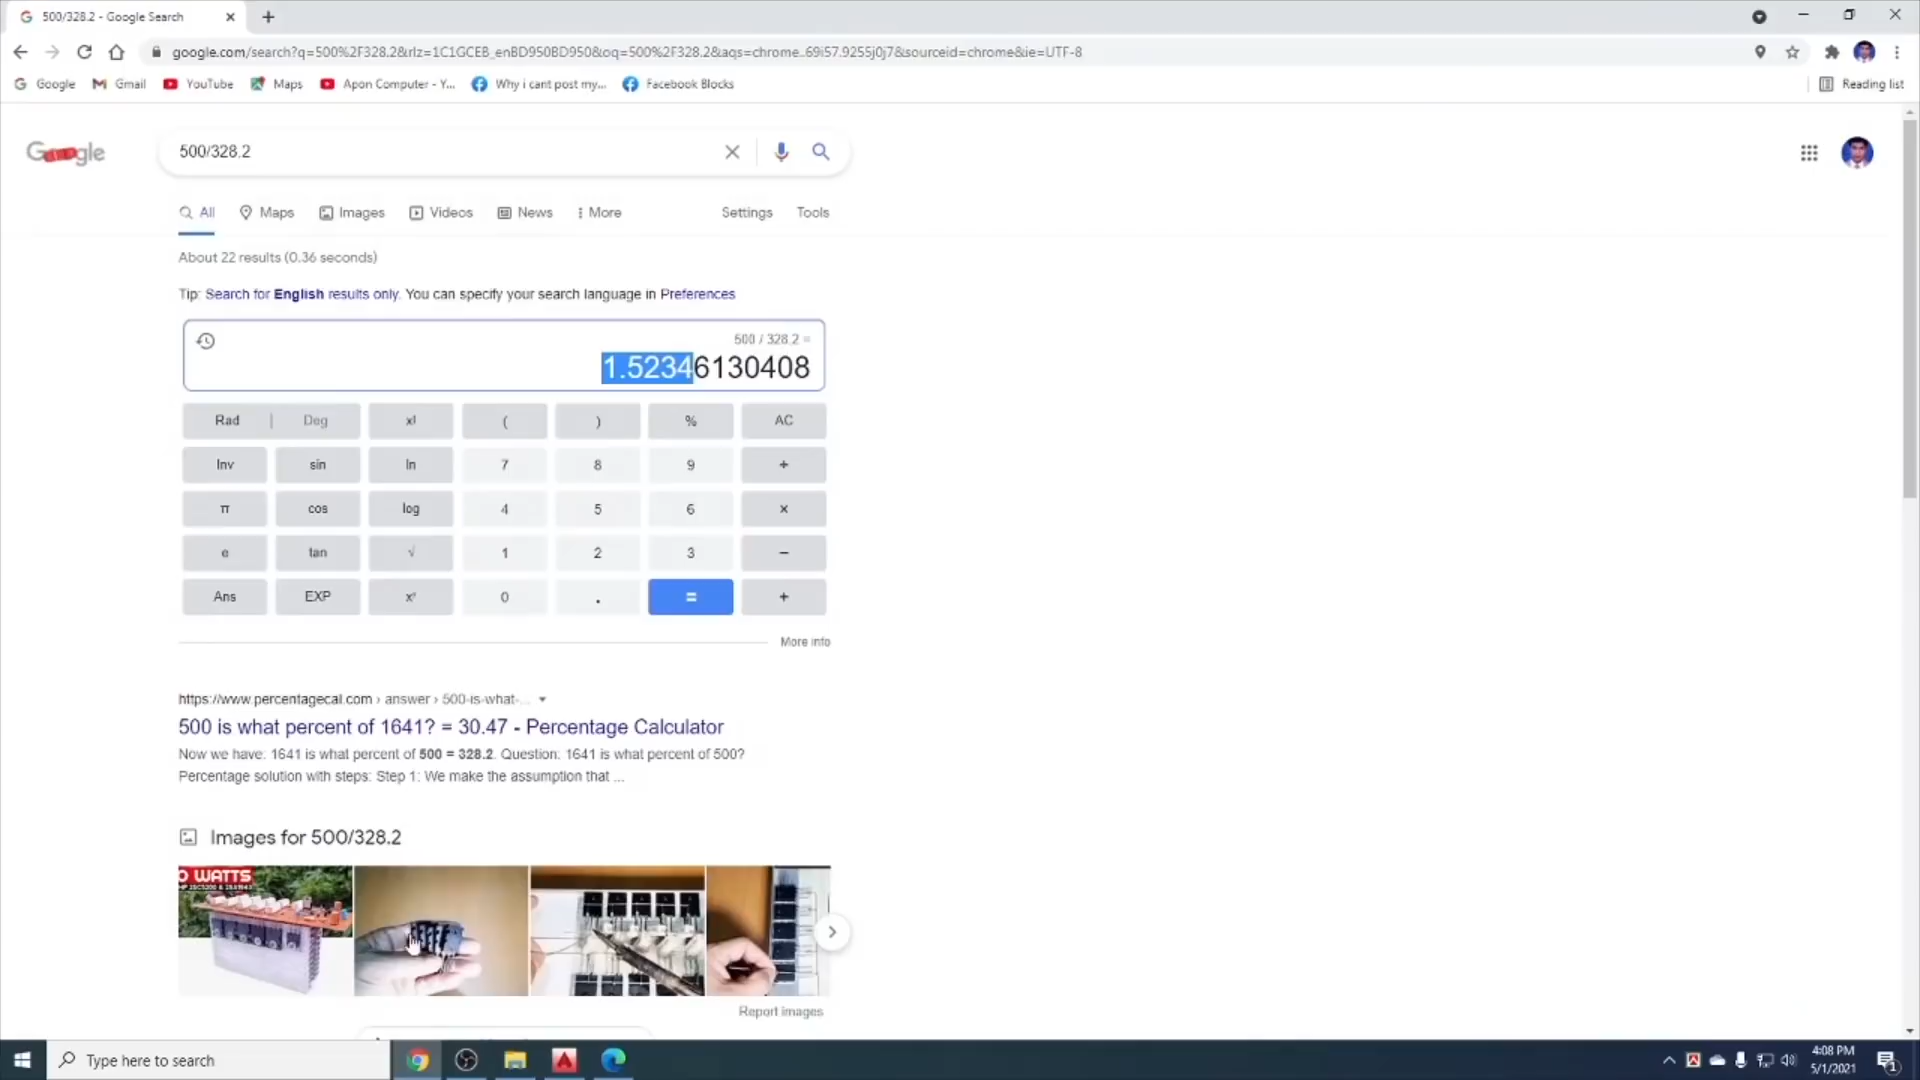 500/328.2 - Google Search
google.com/search?q=500%2F328.2&rlz=1C1GCEB_enBD950BD950&oq=500%2F328.2&aqs=chrome..69i57.9255j0j7&sourceid=chrome&ie=UTF-8
Google Gmail YouTube Maps Apon Computer - Y... Why i cant post my... Facebook Blocks Reading list
Google
500/328.2
All Maps Images Videos News More Settings Tools
About 22 results (0.36 seconds)
Tip: Search for English results only. You can specify your search language in Preferences
500 / 328.2 =
1.52346130408
Rad | Deg x! ( ) % AC
Inv sin ln 7 8 9 ÷
π cos log 4 5 6 ×
e tan √ 1 2 3 −
Ans EXP 0 . = +
More info
https://www.percentagecal.com › answer › 500-is-what-...
500 is what percent of 1641? = 30.47 - Percentage Calculator
Now we have: 1641 is what percent of 500 = 328.2. Question: 1641 is what percent of 500?
Percentage solution with steps: Step 1: We make the assumption that ...
Images for 500/328.2
WATTS
Report images
Type here to search
4:08 PM
5/1/2021
1